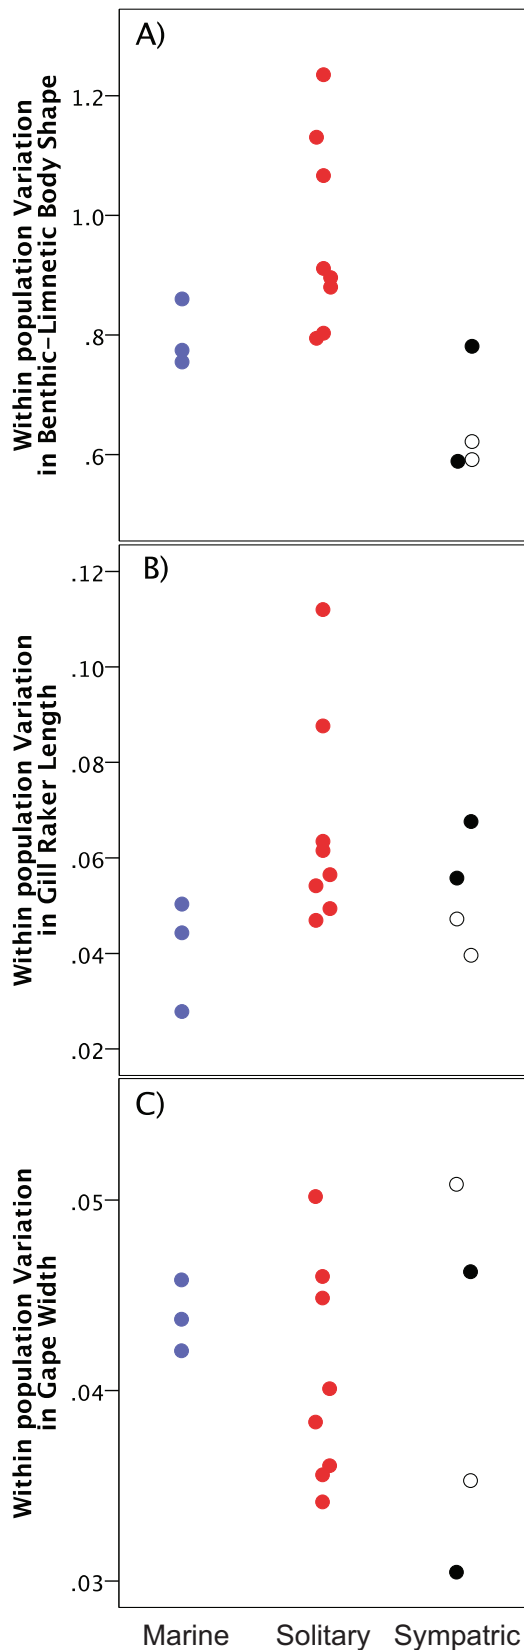 A)
Within population Variation
in Benthic-Limnetic Body Shape
1.2
1.0
.8
.6
B)
Within population Variation
in Gill Raker Length
.12
.10
.08
.06
.04
.02
C)
Within population Variation
in Gape Width
.05
.04
.03
Marine Solitary Sympatric